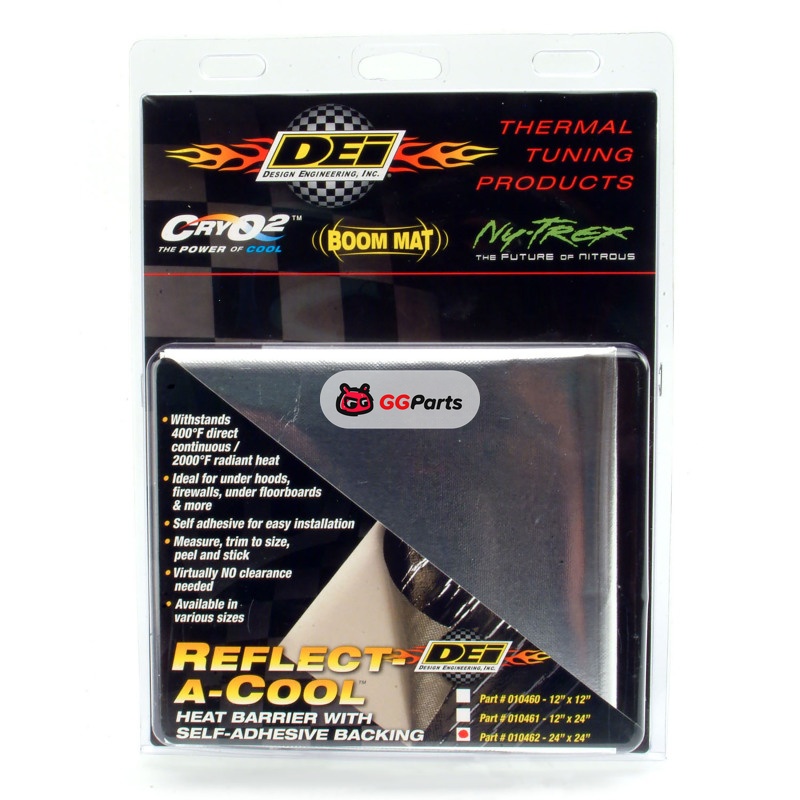 DEi
DESIGN ENGINEERING, INC.®
THERMAL
TUNING
PRODUCTS
CRYO2™
THE POWER OF COOL
BOOM MAT
Ny-TREX
THE FUTURE OF NITROUS
GG GGParts
• Withstands
400°F direct
continuous /
2000°F radiant heat
• Ideal for under hoods,
firewalls, under floorboards
& more
• Self adhesive for easy installation
• Measure, trim to size,
peel and stick
• Virtually NO clearance
needed
• Available in
various sizes
REFLECT-
A-COOL™
HEAT BARRIER WITH
SELF-ADHESIVE BACKING
DEi
DESIGN ENGINEERING, INC.
Part # 010460 - 12" x 12"
Part # 010461 - 12" x 24"
Part # 010462 - 24" x 24"